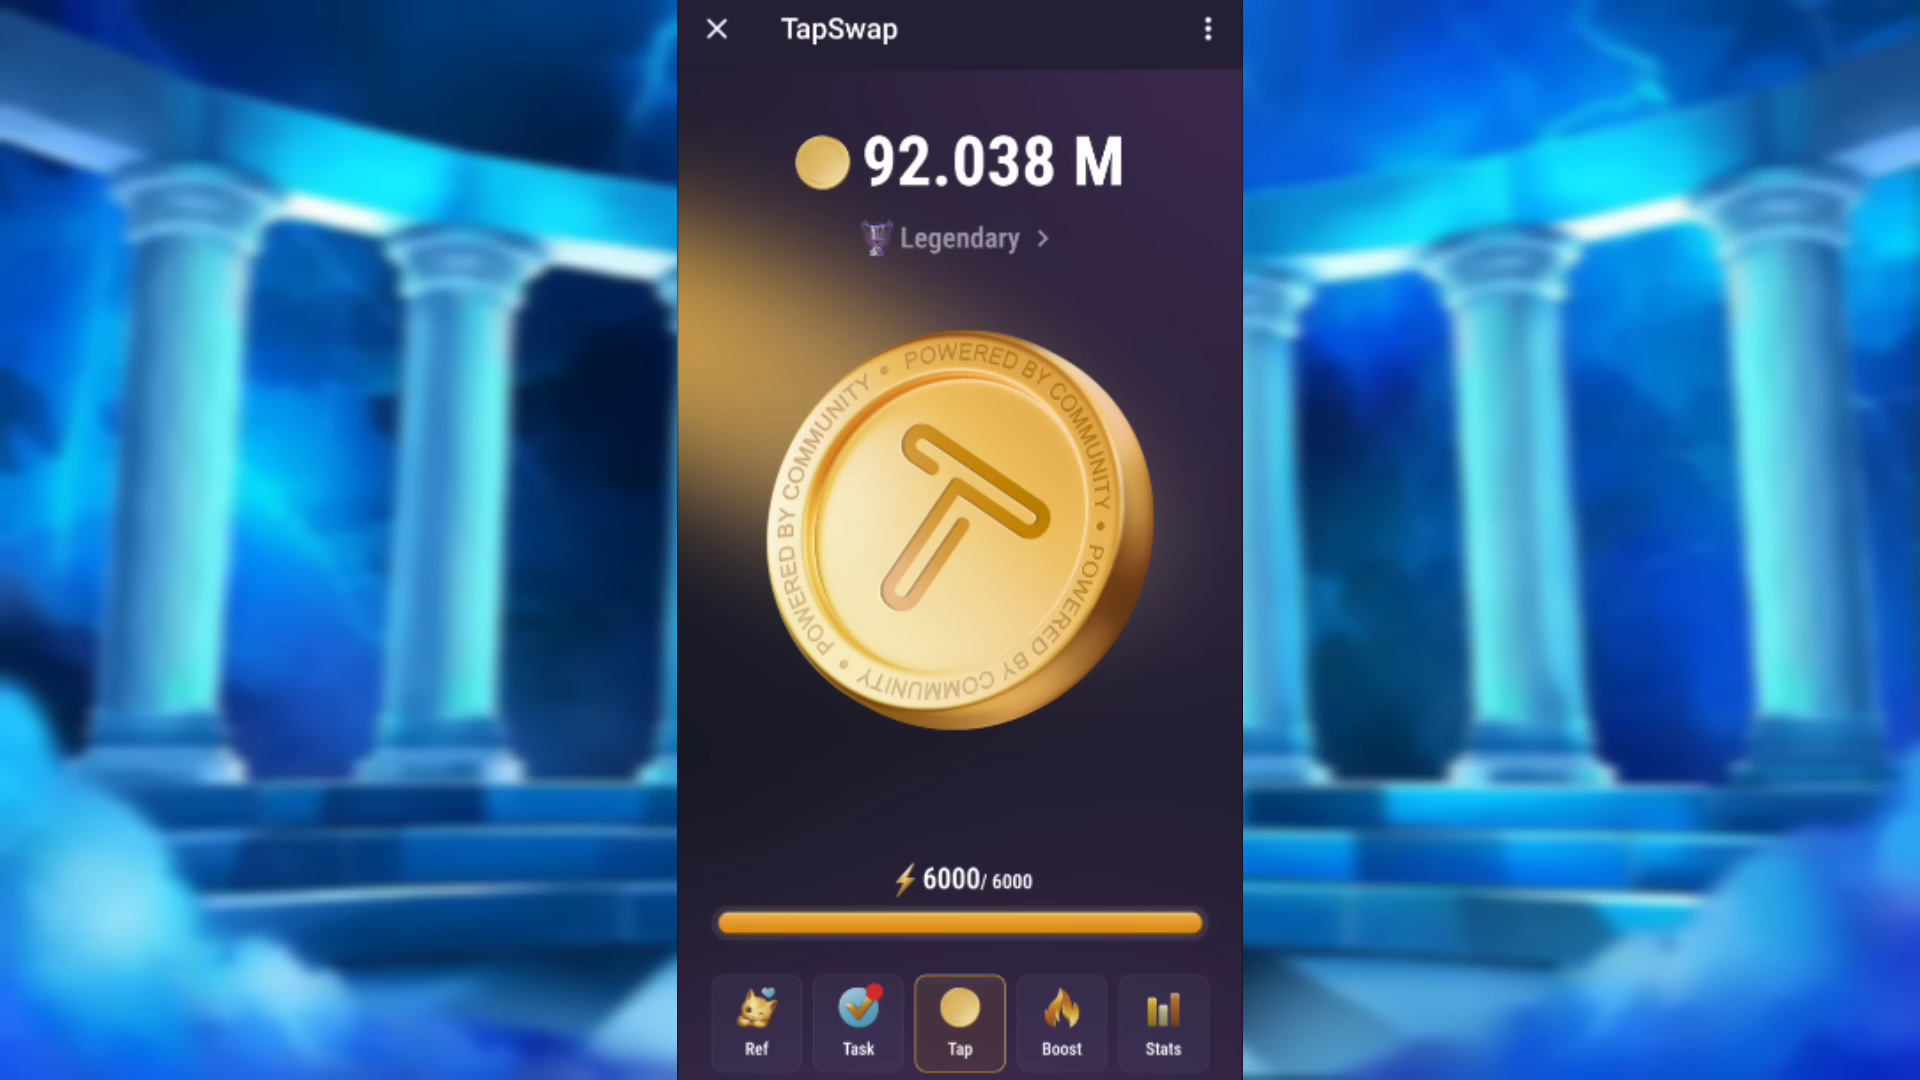 TapSwap
92.038 M
Legendary
POWERED BY COMMUNITY • POWERED BY COMMUNITY • POWERED BY COMMUNITY •
6000/ 6000
Ref
Task
Tap
Boost
Stats